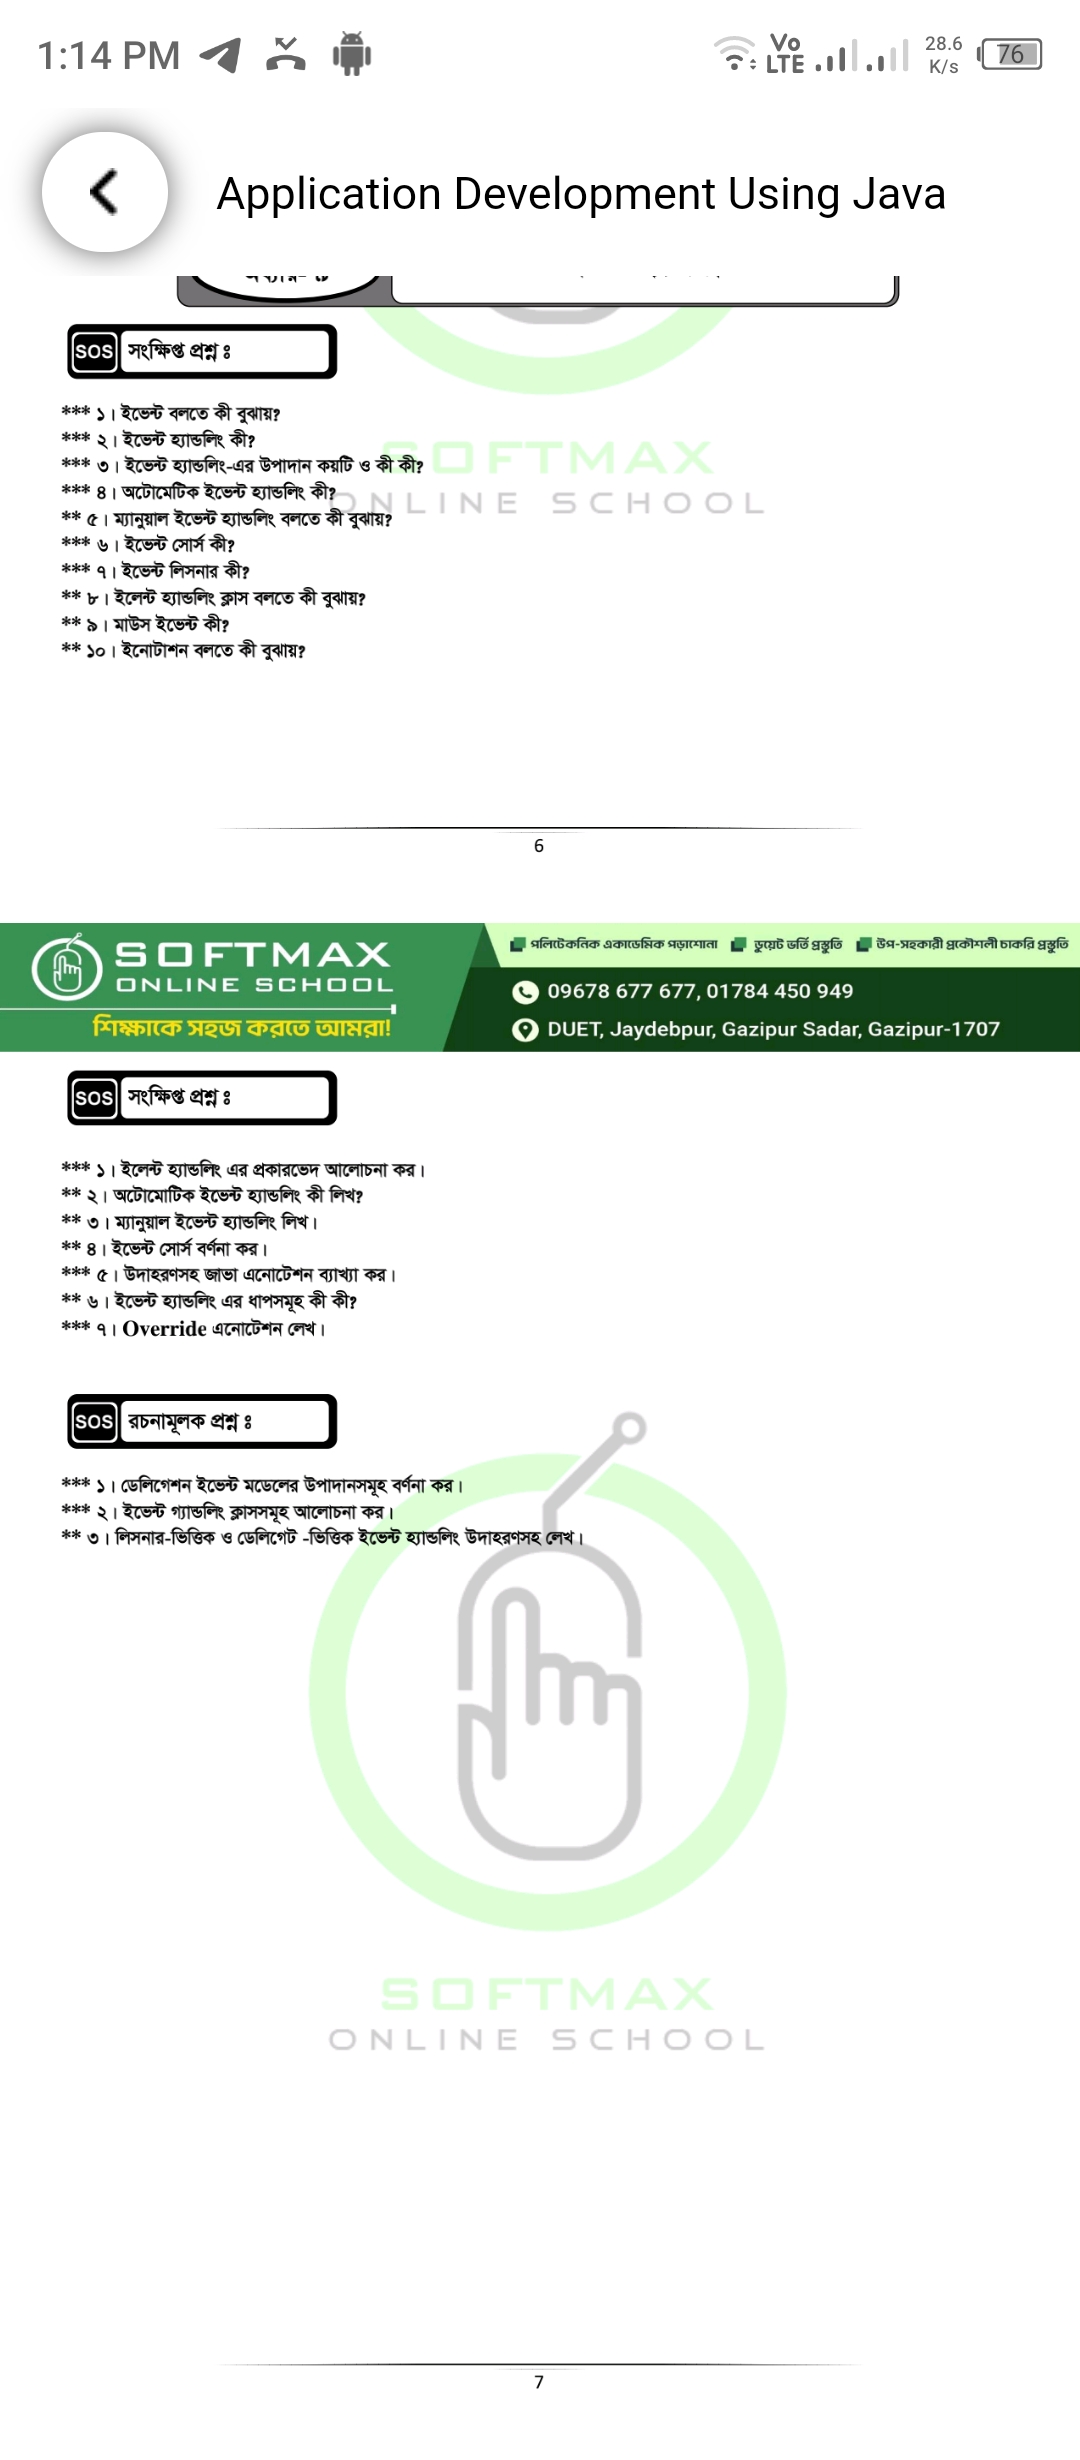 1:14 PM
Vo LTE
28.6 K/s
76
Application Development Using Java
SOS সংক্ষিপ্ত প্রশ্ন ঃ
*** ১। ইভেন্ট বলতে কী বুঝায়?
*** ২। ইভেন্ট হ্যান্ডলিং কী?
*** ৩। ইভেন্ট হ্যান্ডলিং-এর উপাদান কয়টি ও কী কী?
*** ৪। অটোমেটিক ইভেন্ট হ্যান্ডলিং কী?
** ৫। ম্যানুয়াল ইভেন্ট হ্যান্ডলিং বলতে কী বুঝায়?
*** ৬। ইভেন্ট সোর্স কী?
*** ৭। ইভেন্ট লিসনার কী?
** ৮। ইলেন্ট হ্যান্ডলিং ক্লাস বলতে কী বুঝায়?
** ৯। মাউস ইভেন্ট কী?
** ১০। ইনোটাশন বলতে কী বুঝায়?
SOFTMAX
ONLINE SCHOOL
6
SOFTMAX
ONLINE SCHOOL
শিক্ষাকে সহজ করতে আমরা!
পলিটেকনিক একাডেমিক পড়াশোনা ডুয়েট ভর্তি প্রস্তুতি উপ-সহকারী প্রকৌশলী চাকরি প্রস্তুতি
09678 677 677, 01784 450 949
DUET, Jaydebpur, Gazipur Sadar, Gazipur-1707
SOS সংক্ষিপ্ত প্রশ্ন ঃ
*** ১। ইলেন্ট হ্যান্ডলিং এর প্রকারভেদ আলোচনা কর।
** ২। অটোমোটিক ইভেন্ট হ্যান্ডলিং কী লিখ?
** ৩। ম্যানুয়াল ইভেন্ট হ্যান্ডলিং লিখ।
** ৪। ইভেন্ট সোর্স বর্ণনা কর।
*** ৫। উদাহরণসহ জাভা এনোটেশন ব্যাখ্যা কর।
** ৬। ইভেন্ট হ্যান্ডলিং এর ধাপসমূহ কী কী?
*** ৭। Override এনোটেশন লেখ।
SOS রচনামূলক প্রশ্ন ঃ
*** ১। ডেলিগেশন ইভেন্ট মডেলের উপাদানসমূহ বর্ণনা কর।
*** ২। ইভেন্ট গ্যান্ডলিং ক্লাসসমূহ আলোচনা কর।
** ৩। লিসনার-ভিত্তিক ও ডেলিগেট -ভিত্তিক ইভেন্ট হ্যান্ডলিং উদাহরণসহ লেখ।
SOFTMAX
ONLINE SCHOOL
7